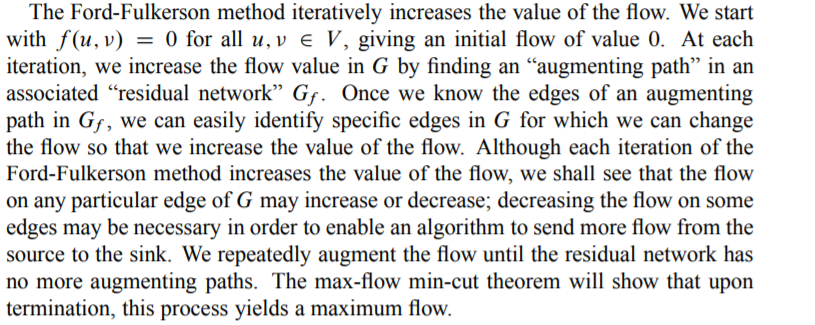 The Ford-Fulkerson method iteratively increases the value of the flow. We start
with f(u, v) = 0 for all u, v ∈ V, giving an initial flow of value 0. At each
iteration, we increase the flow value in G by finding an “augmenting path” in an
associated “residual network” G_f. Once we know the edges of an augmenting
path in G_f, we can easily identify specific edges in G for which we can change
the flow so that we increase the value of the flow. Although each iteration of the
Ford-Fulkerson method increases the value of the flow, we shall see that the flow
on any particular edge of G may increase or decrease; decreasing the flow on some
edges may be necessary in order to enable an algorithm to send more flow from the
source to the sink. We repeatedly augment the flow until the residual network has
no more augmenting paths. The max-flow min-cut theorem will show that upon
termination, this process yields a maximum flow.